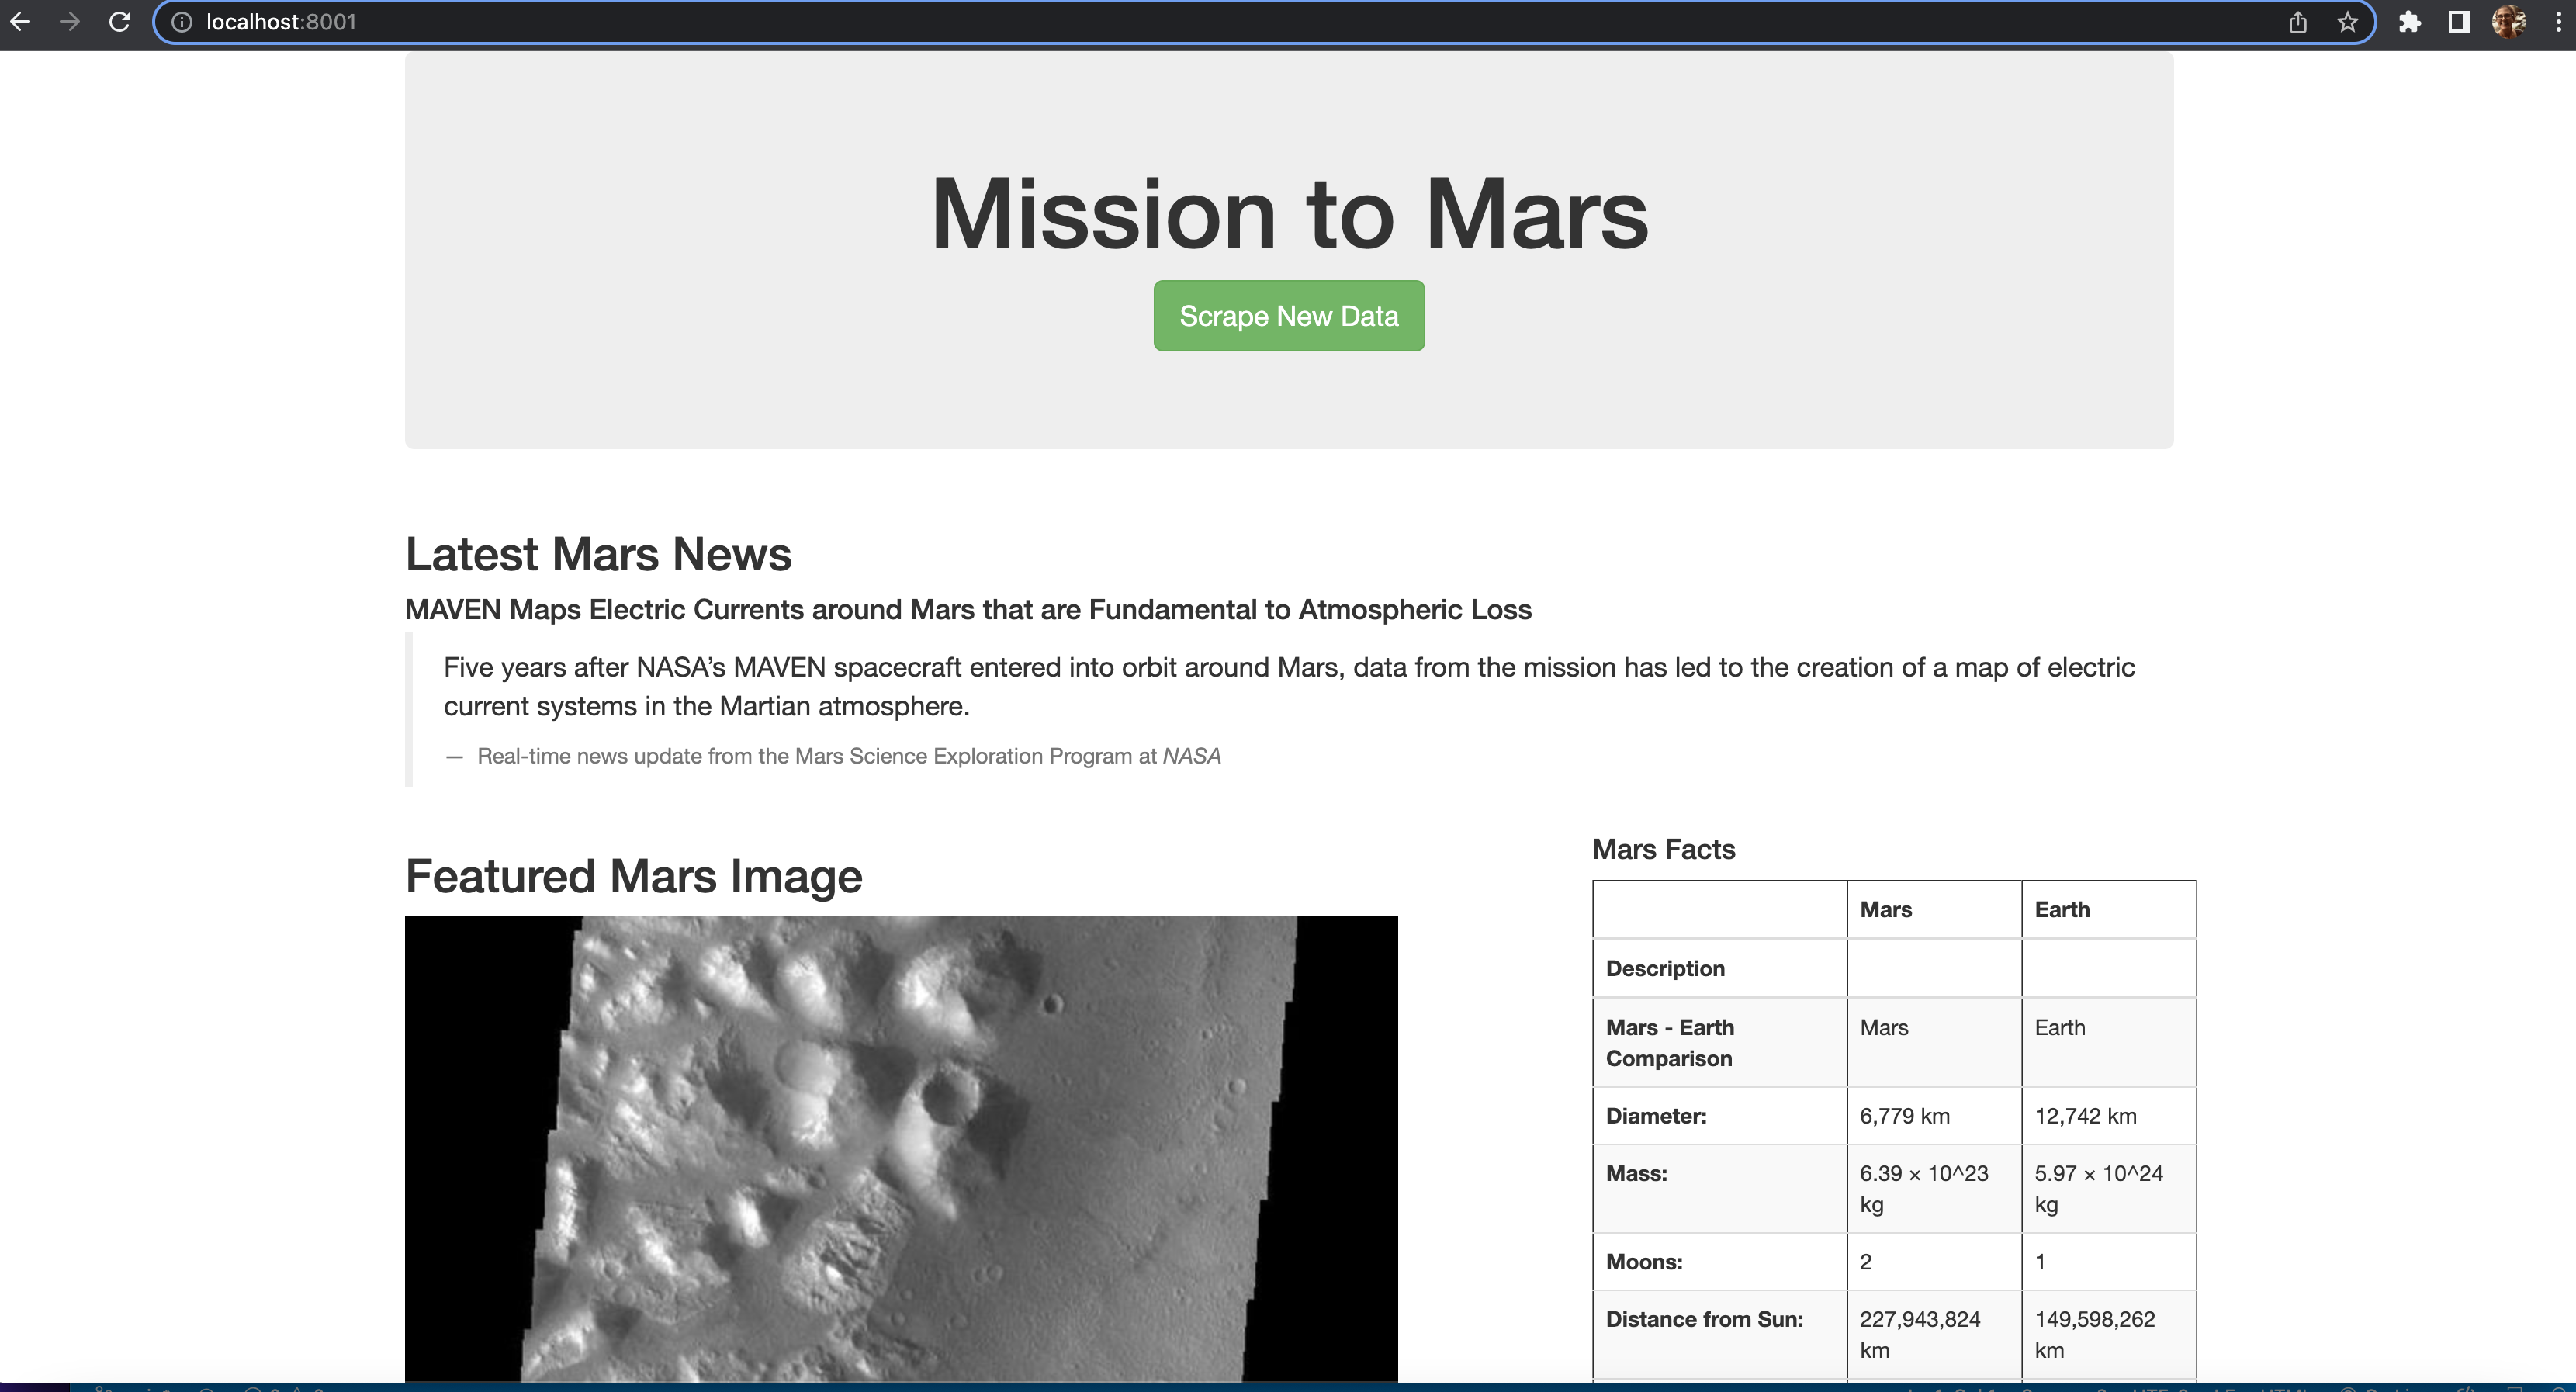 localhost:8001
Mission to Mars
Scrape New Data
Latest Mars News
MAVEN Maps Electric Currents around Mars that are Fundamental to Atmospheric Loss
Five years after NASA’s MAVEN spacecraft entered into orbit around Mars, data from the mission has led to the creation of a map of electric
current systems in the Martian atmosphere.
— Real-time news update from the Mars Science Exploration Program at NASA
Featured Mars Image
Mars Facts
Mars Earth
Description
Mars - Earth Comparison Mars Earth
Diameter: 6,779 km 12,742 km
Mass: 6.39 × 10^23 kg 5.97 × 10^24 kg
Moons: 2 1
Distance from Sun: 227,943,824 km 149,598,262 km